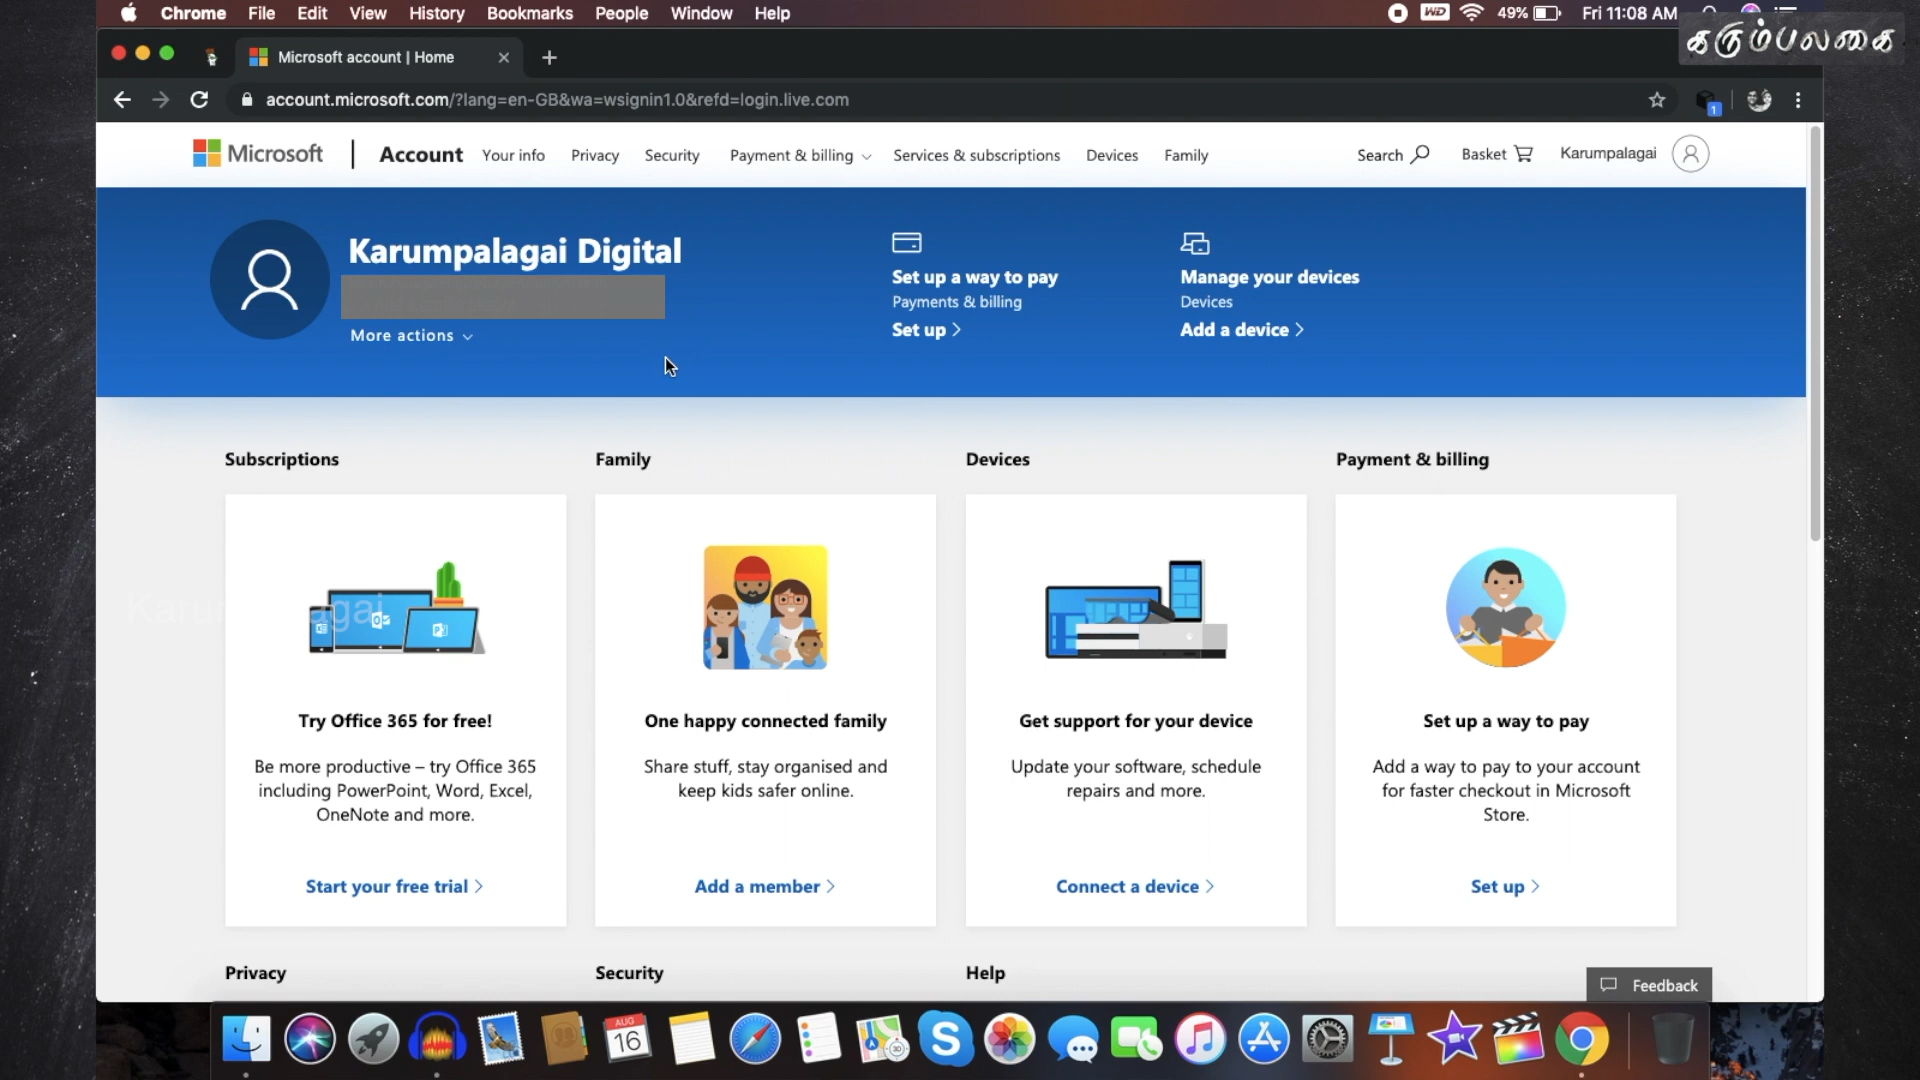 Chrome File Edit View History Bookmarks People Window Help
WD 49% Fri 11:08 AM
கரும்பலகை
Microsoft account | Home
account.microsoft.com/?lang=en-GB&wa=wsignin1.0&refd=login.live.com
1
Microsoft | Account Your info Privacy Security Payment & billing Services & subscriptions Devices Family Search Basket Karumpalagai
Karumpalagai Digital
More actions
Set up a way to pay
Payments & billing
Set up >
Manage your devices
Devices
Add a device >
Subscriptions
Family
Devices
Payment & billing
Try Office 365 for free!
Be more productive – try Office 365
including PowerPoint, Word, Excel,
OneNote and more.
Start your free trial >
One happy connected family
Share stuff, stay organised and
keep kids safer online.
Add a member >
Get support for your device
Update your software, schedule
repairs and more.
Connect a device >
Set up a way to pay
Add a way to pay to your account
for faster checkout in Microsoft
Store.
Set up >
Privacy
Security
Help
Feedback
AUG
16